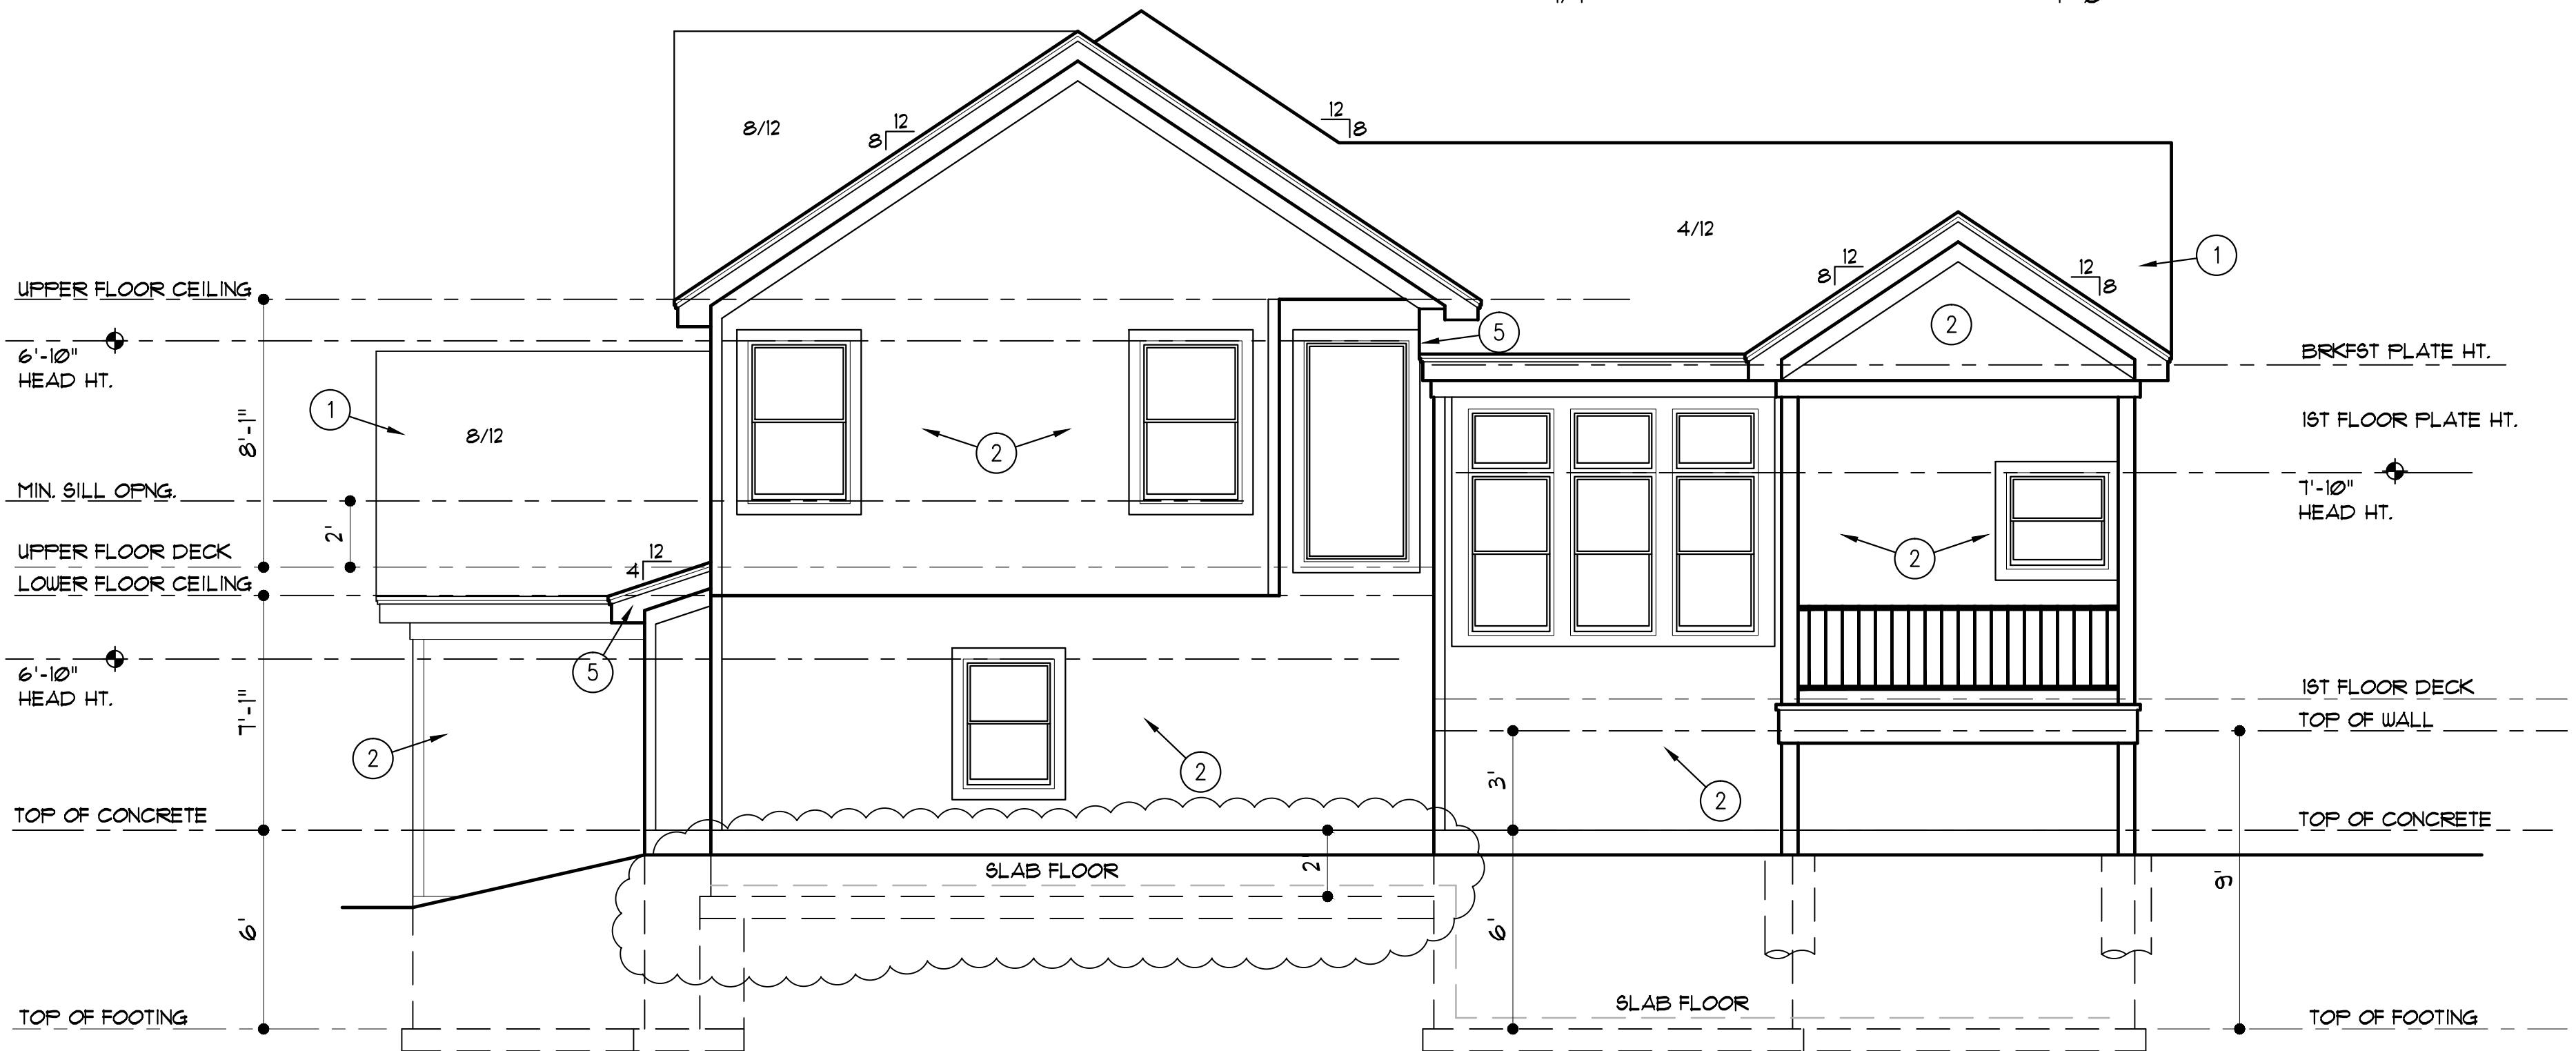 12
8
8/12
12
8
4/12
12
8
12
8
1
2
UPPER FLOOR CEILING
5
6'-10"
HEAD HT.
BRKFST PLATE HT.
1
8'-1"
8/12
2
1ST FLOOR PLATE HT.
MIN. SILL OPNG.
7'-10"
HEAD HT.
2'
UPPER FLOOR DECK
12
4
2
LOWER FLOOR CEILING
5
6'-10"
HEAD HT.
1ST FLOOR DECK
7'-1"
TOP OF WALL
2
2
3'
2
TOP OF CONCRETE
TOP OF CONCRETE
SLAB FLOOR
2'
9'
6'
6'
SLAB FLOOR
TOP OF FOOTING
TOP OF FOOTING